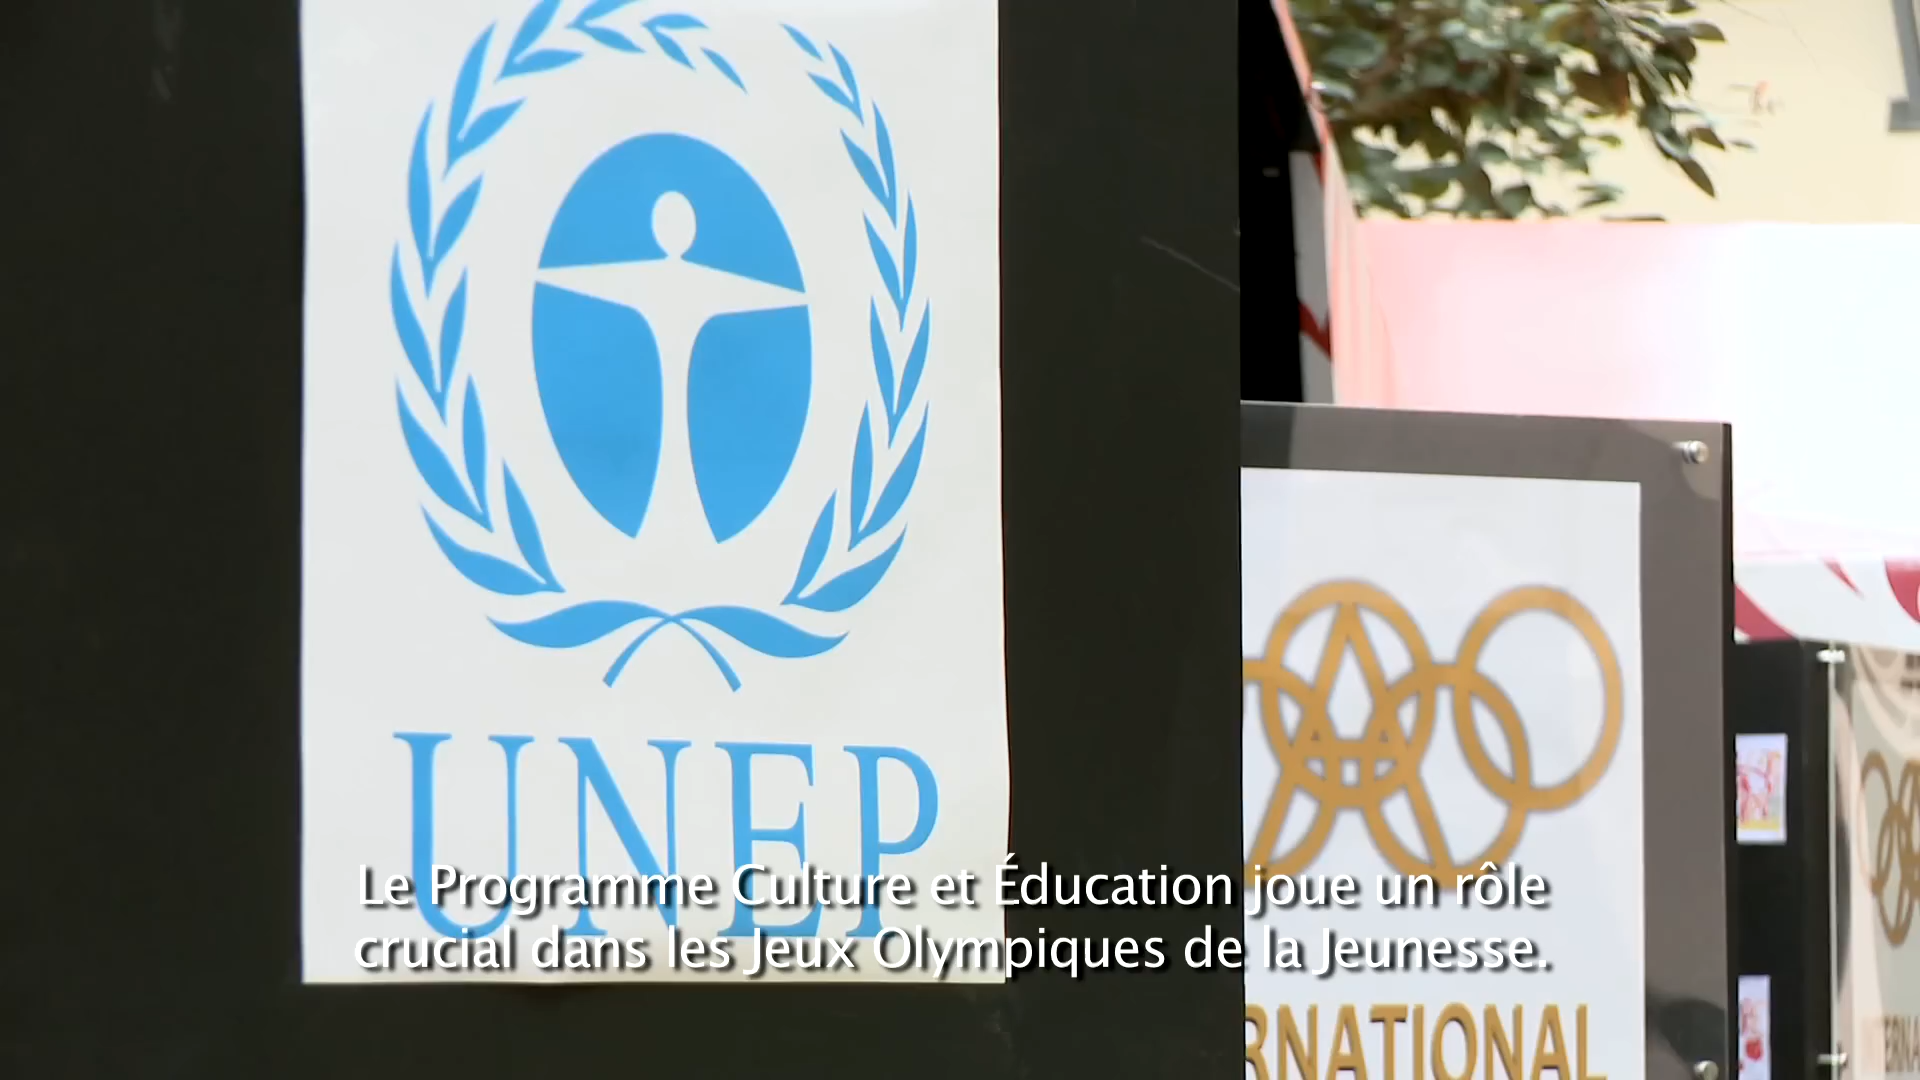 UNEP
RNATIONAL
Le Programme Culture et Éducation joue un rôle
crucial dans les Jeux Olympiques de la Jeunesse.